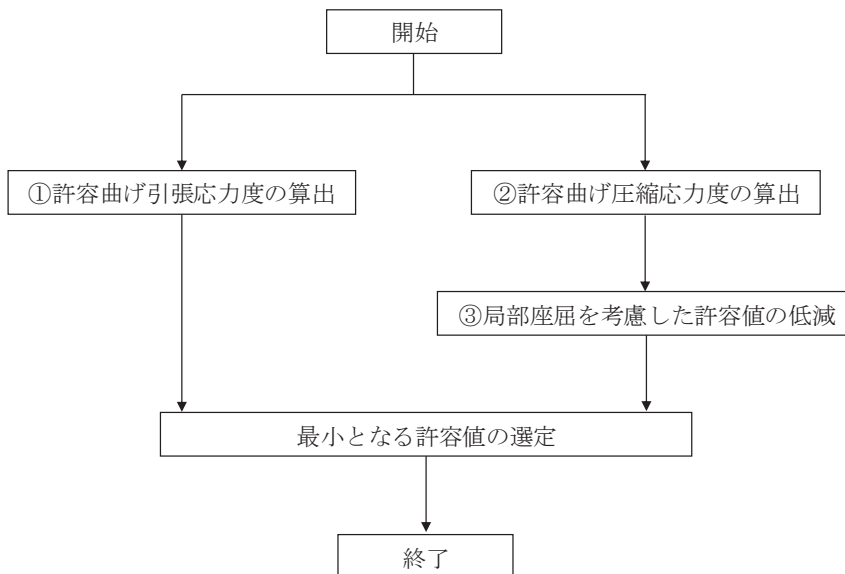 開始
①許容曲げ引張応力度の算出
②許容曲げ圧縮応力度の算出
③局部座屈を考慮した許容値の低減
最小となる許容値の選定
終了